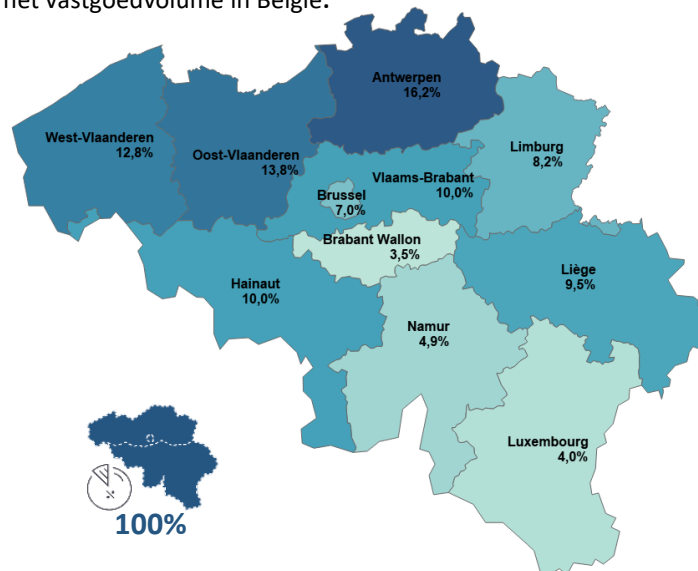 het vastgoedvolume in België.
Antwerpen
16,2%
West-Vlaanderen
12,8%
Oost-Vlaanderen
13,8%
Limburg
8,2%
Vlaams-Brabant
10,0%
Brussel
7,0%
Brabant Wallon
3,5%
Hainaut
10,0%
Liège
9,5%
Namur
4,9%
Luxembourg
4,0%
%
100%